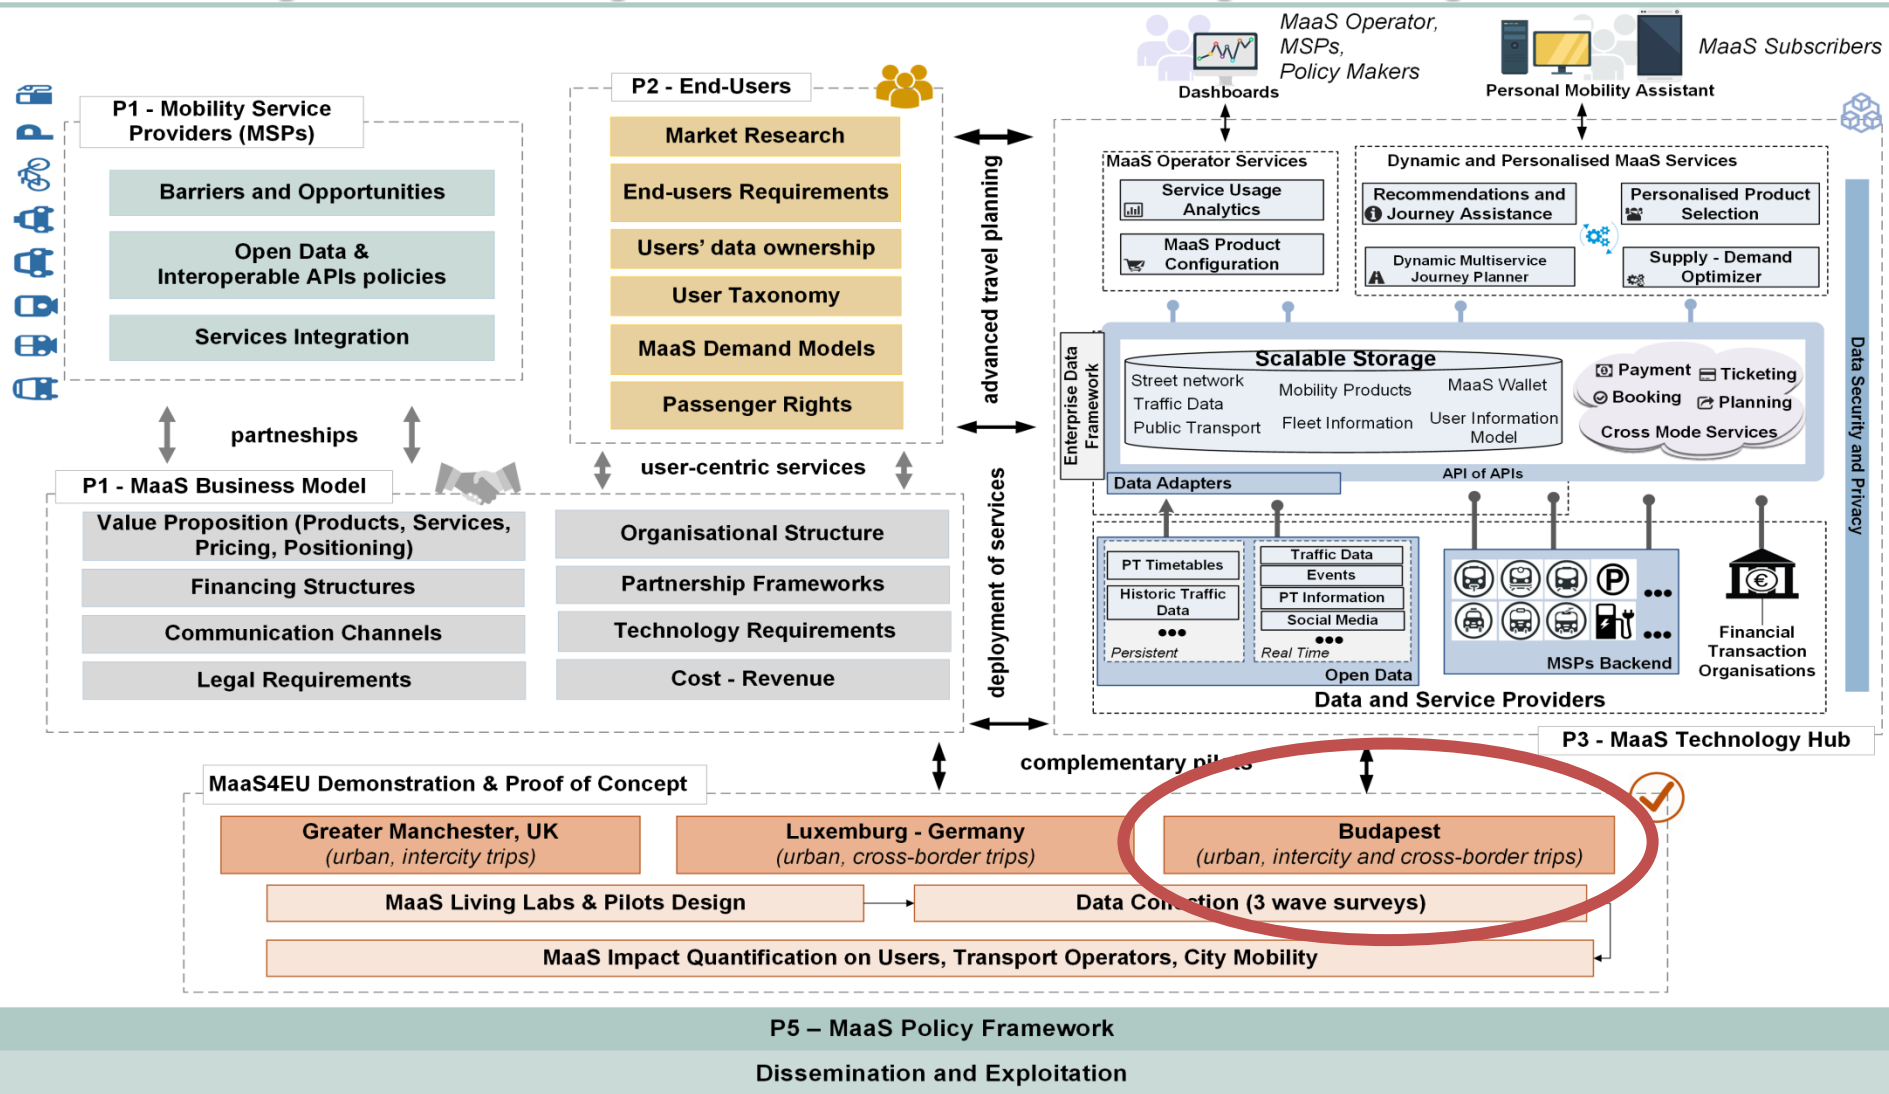 MaaS Operator,
MSPs,
Policy Makers
Dashboards
MaaS Subscribers
Personal Mobility Assistant
P1 - Mobility Service
Providers (MSPs)
Barriers and Opportunities
Open Data &
Interoperable APIs policies
Services Integration
partneships
P2 - End-Users
Market Research
End-users Requirements
Users' data ownership
User Taxonomy
MaaS Demand Models
Passenger Rights
user-centric services
advanced travel planning
deployment of services
P1 - MaaS Business Model
Value Proposition (Products, Services,
Pricing, Positioning)
Financing Structures
Communication Channels
Legal Requirements
Organisational Structure
Partnership Frameworks
Technology Requirements
Cost - Revenue
MaaS Operator Services
Service Usage
Analytics
MaaS Product
Configuration
Dynamic and Personalised MaaS Services
Recommendations and
Journey Assistance
Personalised Product
Selection
Dynamic Multiservice
Journey Planner
Supply - Demand
Optimizer
Enterprise Data
Framework
Scalable Storage
Street network
Traffic Data
Public Transport
Mobility Products
Fleet Information
MaaS Wallet
User Information
Model
Payment
Ticketing
Booking
Planning
Cross Mode Services
Data Adapters
API of APIs
Data Security and Privacy
PT Timetables
Historic Traffic
Data
•••
Persistent
Traffic Data
Events
PT Information
Social Media
•••
Real Time
Open Data
P
•••
•••
MSPs Backend
€
Financial
Transaction
Organisations
Data and Service Providers
P3 - MaaS Technology Hub
complementary pilots
MaaS4EU Demonstration & Proof of Concept
Greater Manchester, UK
(urban, intercity trips)
Luxemburg - Germany
(urban, cross-border trips)
Budapest
(urban, intercity and cross-border trips)
MaaS Living Labs & Pilots Design
Data Collection (3 wave surveys)
MaaS Impact Quantification on Users, Transport Operators, City Mobility
P5 – MaaS Policy Framework
Dissemination and Exploitation